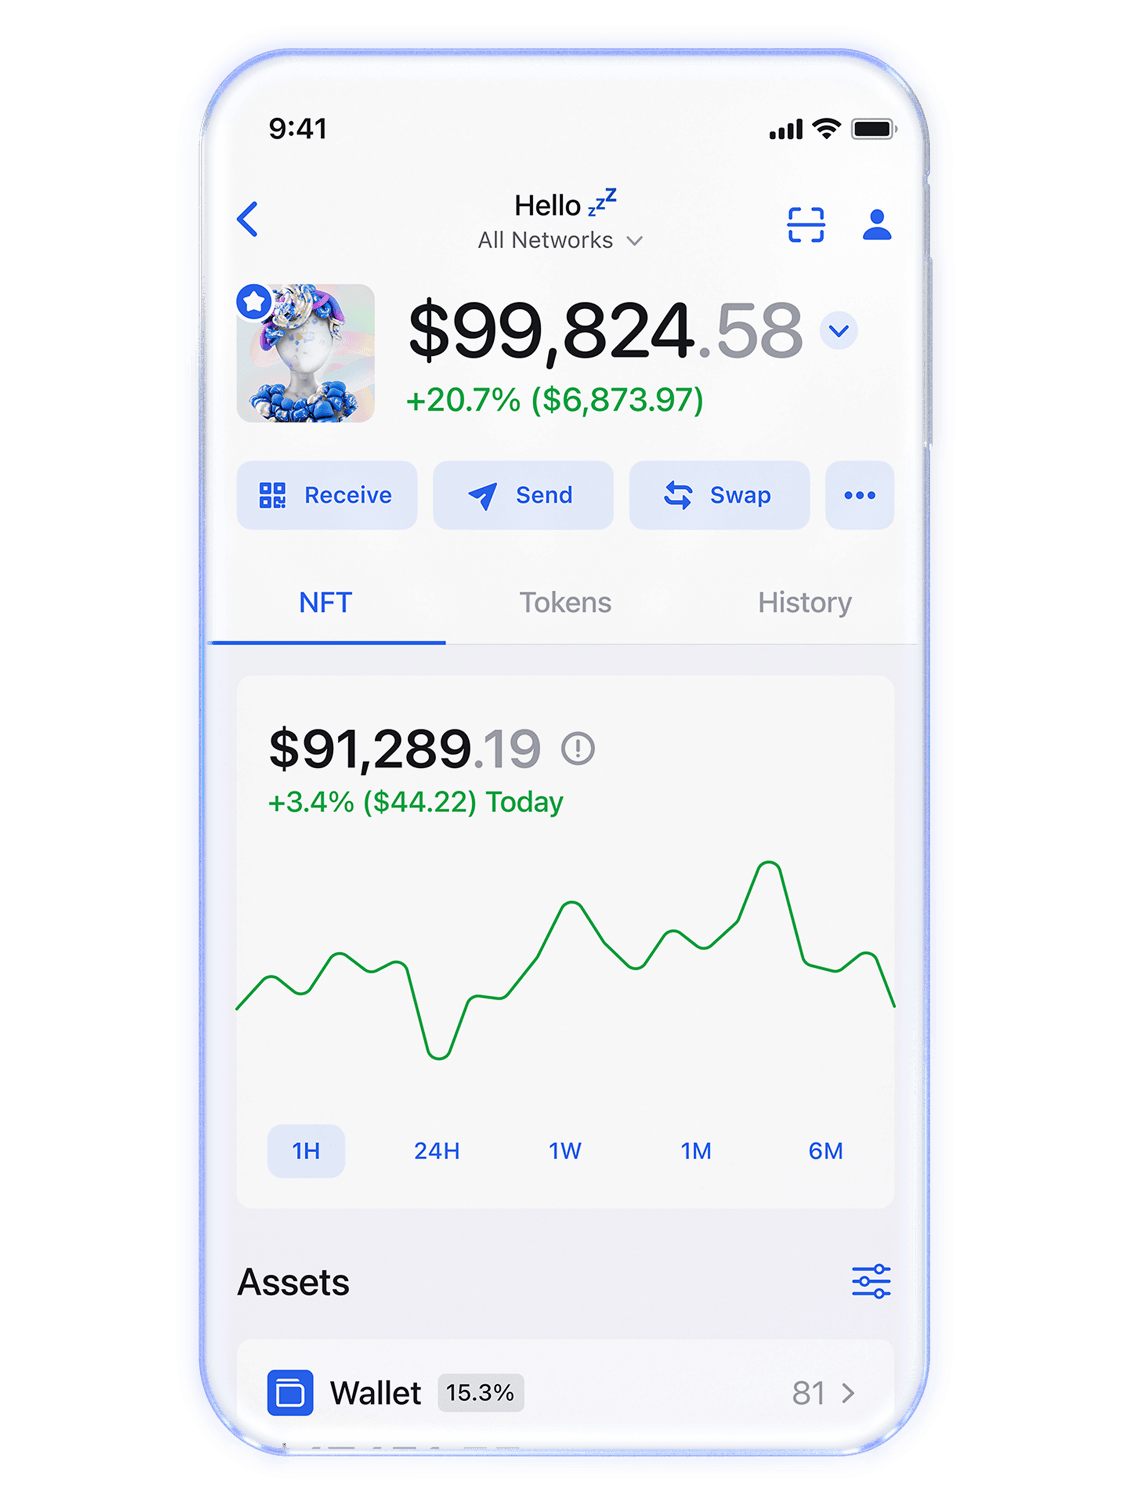 9:41
Hello zzZ
All Networks
$99,824.58
+20.7% ($6,873.97)
Receive Send Swap
NFT Tokens History
$91,289.19
+3.4% ($44.22) Today
1H 24H 1W 1M 6M
Assets
Wallet 15.3% 81